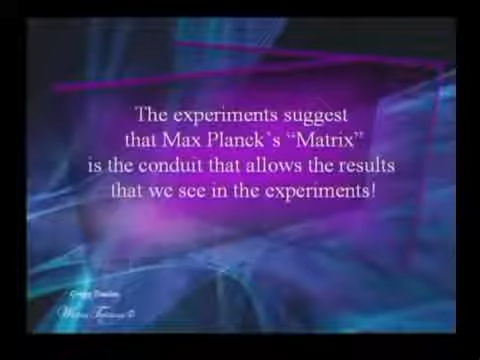 The experiments suggest
that Max Planck`s “Matrix”
is the conduit that allows the results
that we see in the experiments!